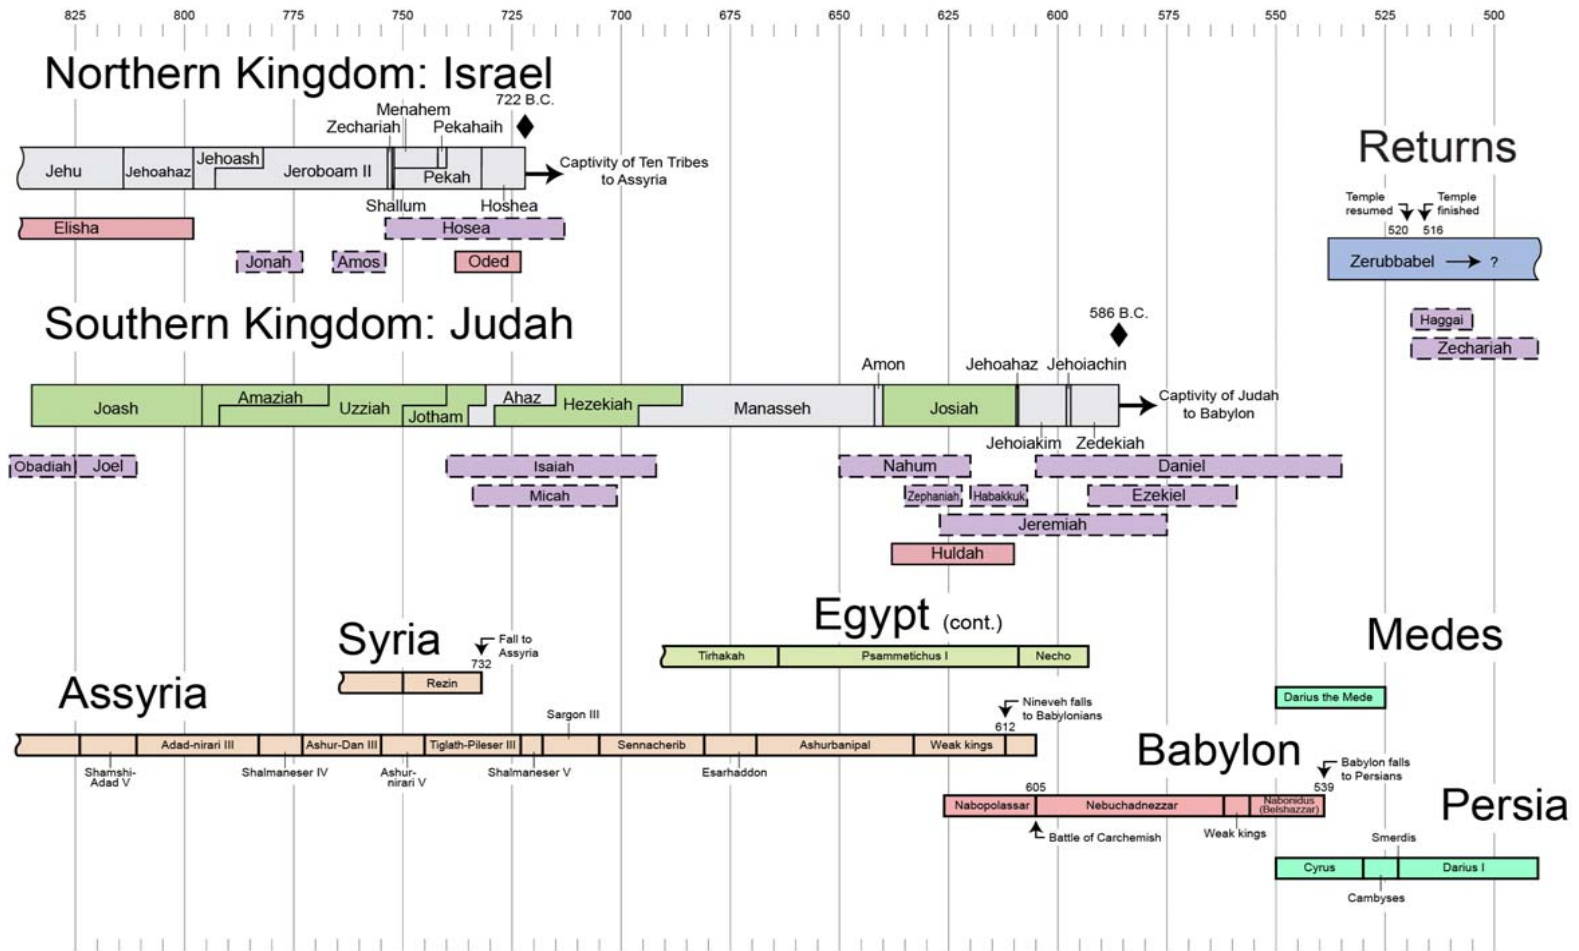 825 800 775 750 725 700 675 650 625 600 575 550 525 500
Northern Kingdom: Israel
722 B.C.
Menahem
Zechariah Pekahaih
Jehu Jehoahaz Jehoash Jeroboam II Pekah
Captivity of Ten Tribes
to Assyria
Shallum Hoshea
Elisha Hosea
Jonah Amos Oded
Returns
Temple
resumed
Temple
finished
520 516
Zerubbabel ?
Haggai
Zechariah
Southern Kingdom: Judah
586 B.C.
Amon Jehoahaz Jehoiachin
Joash Amaziah Uzziah Jotham Ahaz Hezekiah Manasseh Josiah
Captivity of Judah
to Babylon
Jehoiakim Zedekiah
Obadiah Joel Isaiah Nahum Daniel
Micah Zephaniah Habakkuk Ezekiel
Jeremiah
Huldah
Egypt (cont.)
Tirhakah Psammetichus I Necho
Syria
Fall to
Assyria
732
Rezin
Medes
Darius the Mede
Assyria
Sargon III
Nineveh falls
to Babylonians
612
Adad-nirari III Ashur-Dan III Tiglath-Pileser III Sennacherib Ashurbanipal Weak kings
Shamshi-
Adad V
Shalmaneser IV
Ashur-
nirari V
Shalmaneser V
Esarhaddon
Babylon
Babylon falls
to Persians
605 539
Nabopolassar Nebuchadnezzar Nabonidus
(Belshazzar)
Battle of Carchemish
Weak kings
Persia
Smerdis
Cyrus Darius I
Cambyses